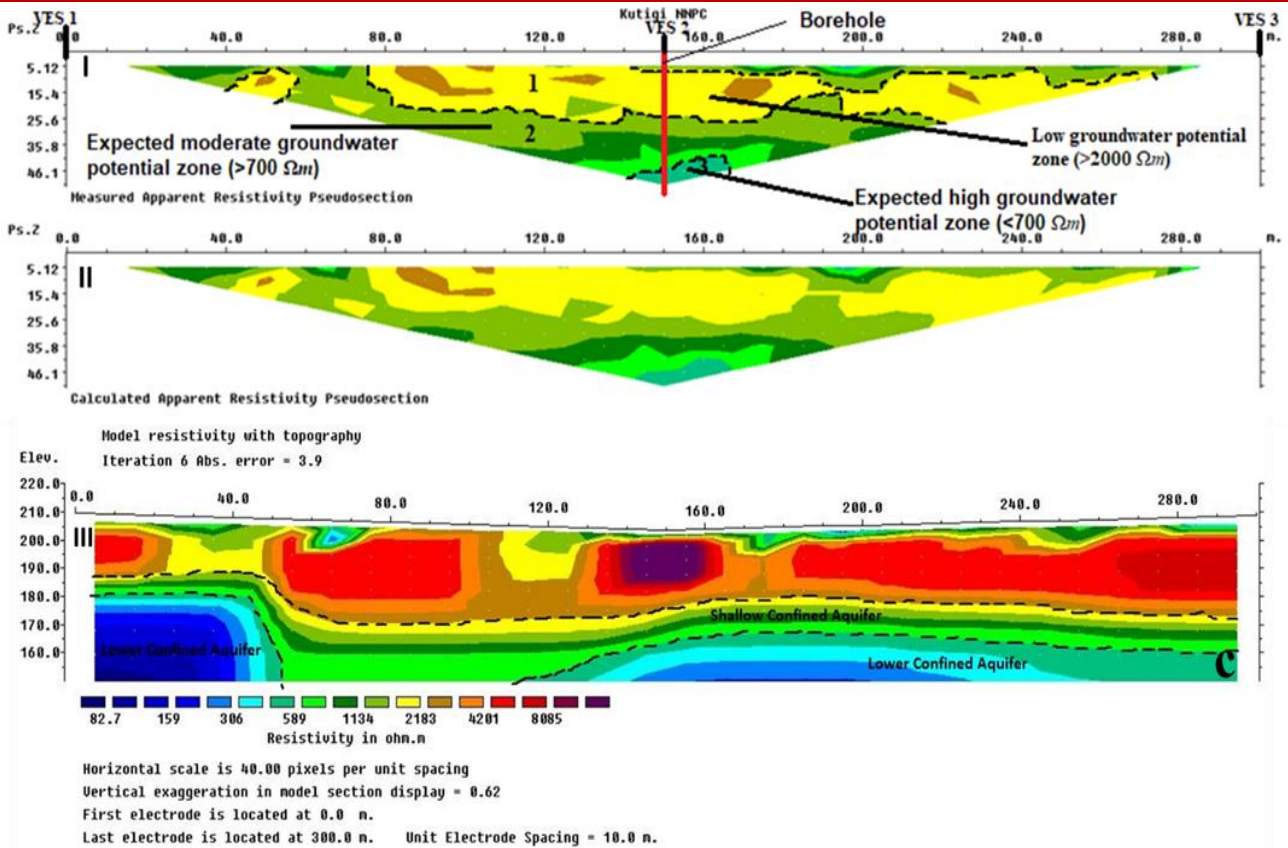 VES 1
Kutigi NNPC
VES 2
Borehole
VES 3
Ps.Z 0.0 40.0 80.0 120.0 160.0 200.0 240.0 280.0 m.
I
5.12
15.4
25.6
35.8
46.1
1
2
3
Expected moderate groundwater
potential zone (>700 Ωm)
Low groundwater potential
zone (>2000 Ωm)
Expected high groundwater
potential zone (<700 Ωm)
Measured Apparent Resistivity Pseudosection
Ps.Z 0.0 40.0 80.0 120.0 160.0 200.0 240.0 280.0 m.
II
5.12
15.4
25.6
35.8
46.1
Calculated Apparent Resistivity Pseudosection
Model resistivity with topography
Elev. Iteration 6 Abs. error = 3.9
220.0
210.0
200.0
190.0
180.0
170.0
160.0
0.0 40.0 80.0 120.0 160.0 200.0 240.0 280.0
III
Shallow Confined Aquifer
Lower Confined Aquifer
Lower Confined Aquifer
C
82.7 159 306 589 1134 2183 4201 8085
Resistivity in ohm.m
Horizontal scale is 40.00 pixels per unit spacing
Vertical exaggeration in model section display = 0.62
First electrode is located at 0.0 m.
Last electrode is located at 300.0 m. Unit Electrode Spacing = 10.0 m.